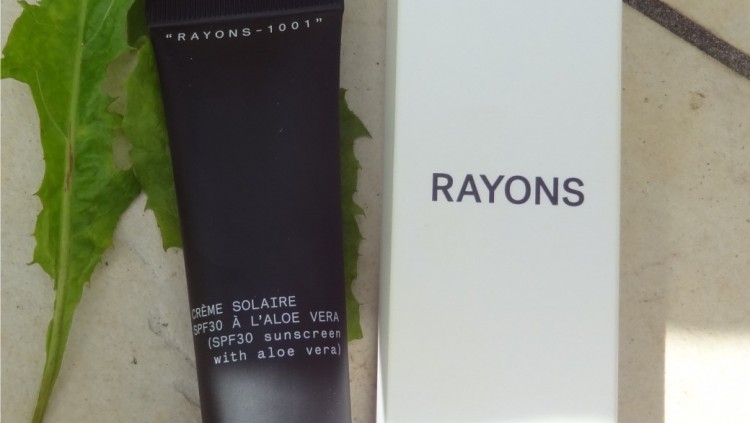 “RAYONS-1001”
CRÈME SOLAIRE
SPF30 À L’ALOE VERA
(SPF30 sunscreen
with aloe vera)
RAYONS